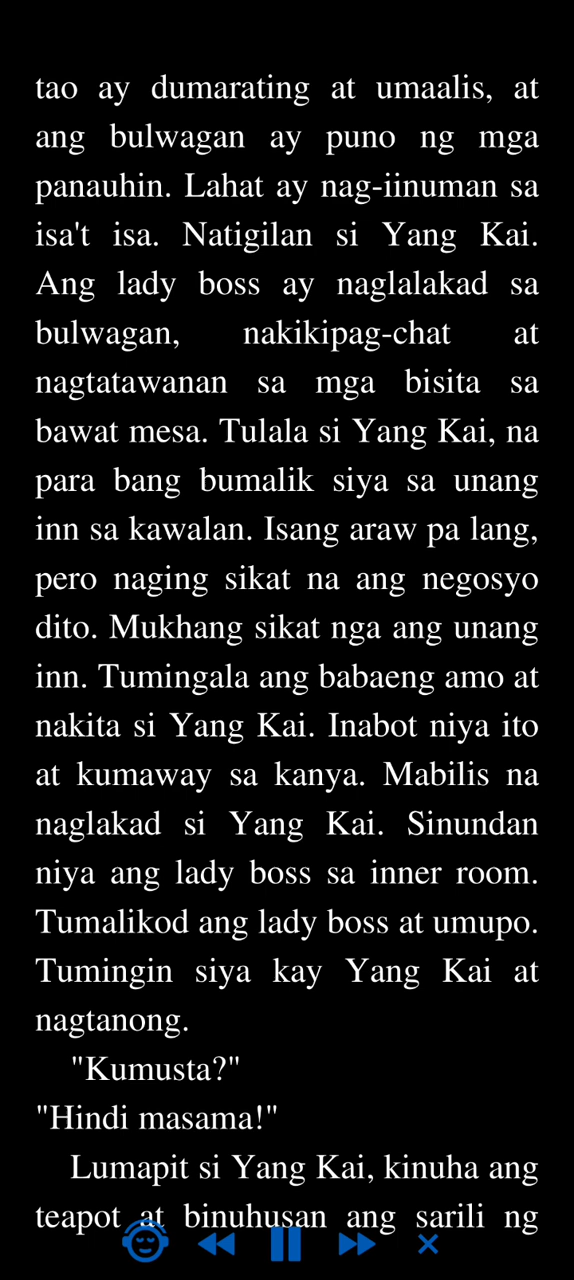 tao ay dumarating at umaalis, at
ang bulwagan ay puno ng mga
panauhin. Lahat ay nag-iinuman sa
isa't isa. Natigilan si Yang Kai.
Ang lady boss ay naglalakad sa
bulwagan, nakikipag-chat at
nagtatawanan sa mga bisita sa
bawat mesa. Tulala si Yang Kai, na
para bang bumalik siya sa unang
inn sa kawalan. Isang araw pa lang,
pero naging sikat na ang negosyo
dito. Mukhang sikat nga ang unang
inn. Tumingala ang babaeng amo at
nakita si Yang Kai. Inabot niya ito
at kumaway sa kanya. Mabilis na
naglakad si Yang Kai. Sinundan
niya ang lady boss sa inner room.
Tumalikod ang lady boss at umupo.
Tumingin siya kay Yang Kai at
nagtanong.
"Kumusta?"
"Hindi masama!"
Lumapit si Yang Kai, kinuha ang
teapot at binuhusan ang sarili ng